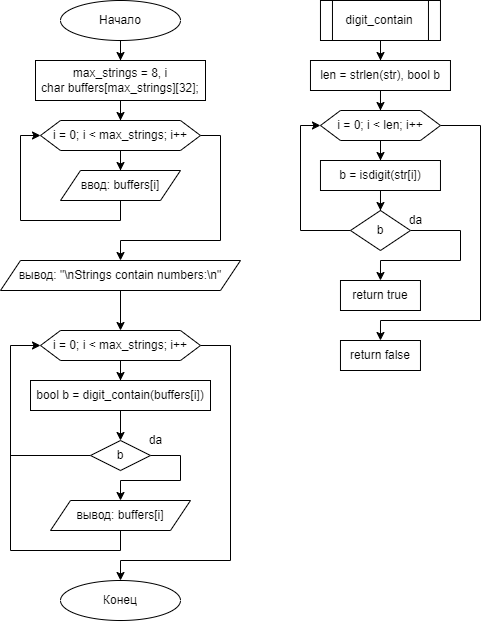 Начало
max_strings = 8, i
char buffers[max_strings][32];
i = 0; i < max_strings; i++
ввод: buffers[i]
вывод: "\nStrings contain numbers:\n"
i = 0; i < max_strings; i++
bool b = digit_contain(buffers[i])
da
b
вывод: buffers[i]
Конец
digit_contain
len = strlen(str), bool b
i = 0; i < len; i++
b = isdigit(str[i])
da
b
return true
return false